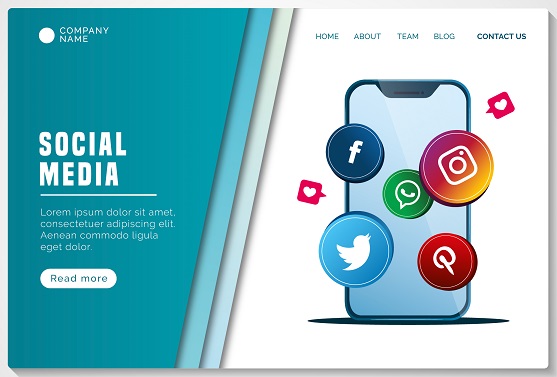 COMPANY
NAME
HOME ABOUT TEAM BLOG CONTACT US
SOCIAL
MEDIA
Lorem ipsum dolor sit amet,
consectetuer adipiscing elit.
Aenean commodo ligula
eget dolor.
Read more